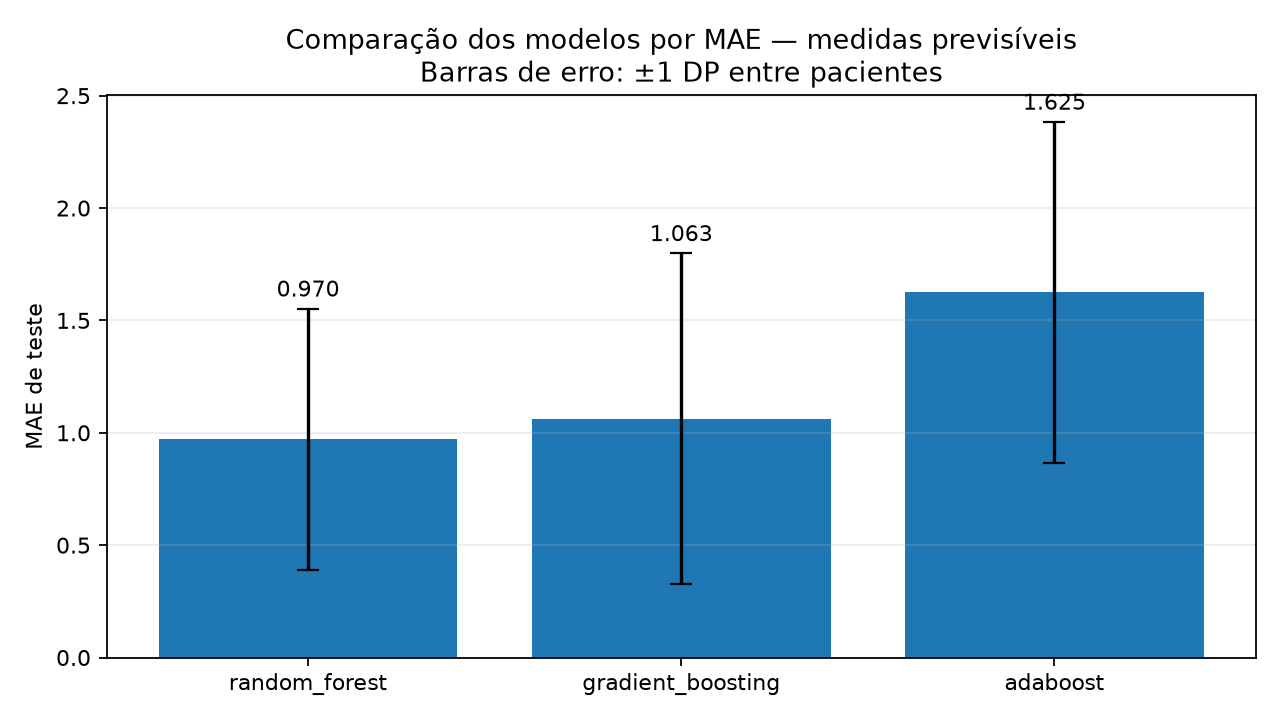 Comparação dos modelos por MAE — medidas previsíveis
Barras de erro: ±1 DP entre pacientes
MAE de teste
2.5
2.0
1.5
1.0
0.5
0.0
0.970
1.063
1.625
random_forest
gradient_boosting
adaboost